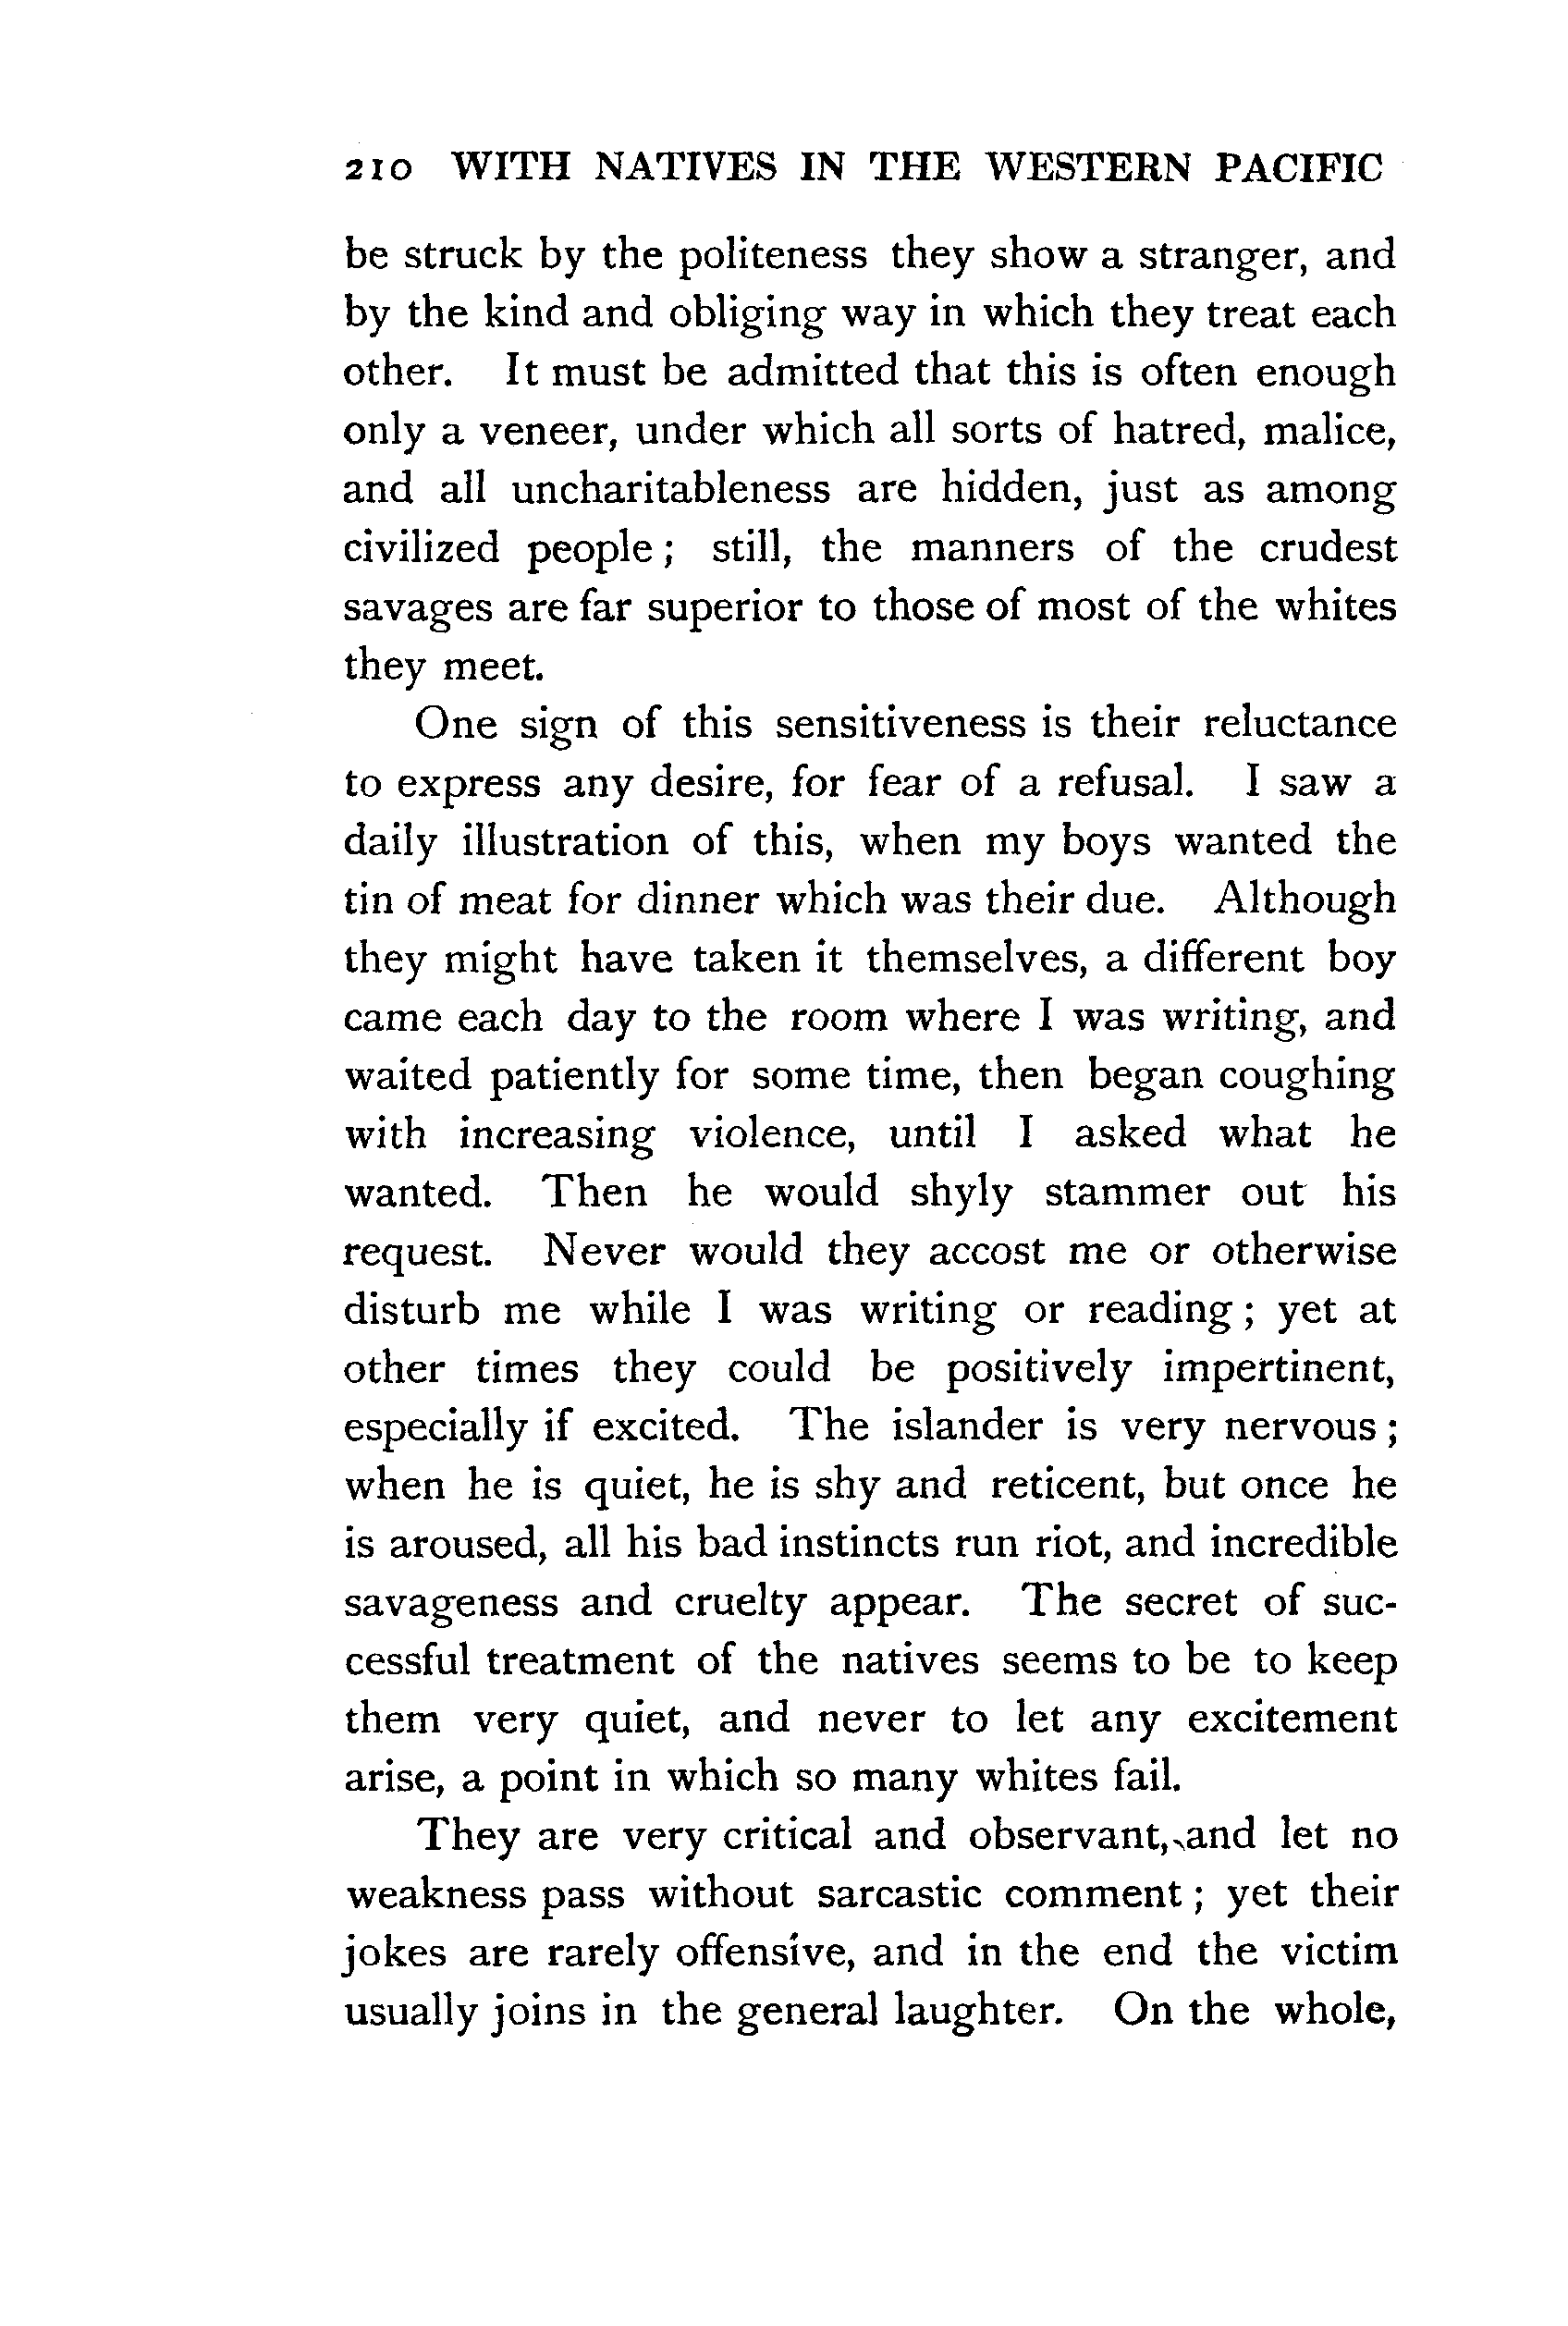 210 WITH NATIVES IN THE WESTERN PACIFIC
be struck by the politeness they show a stranger, and
by the kind and obliging way in which they treat each
other. It must be admitted that this is often enough
only a veneer, under which all sorts of hatred, malice,
and all uncharitableness are hidden, just as among
civilized people; still, the manners of the crudest
savages are far superior to those of most of the whites
they meet.
One sign of this sensitiveness is their reluctance
to express any desire, for fear of a refusal. I saw a
daily illustration of this, when my boys wanted the
tin of meat for dinner which was their due. Although
they might have taken it themselves, a different boy
came each day to the room where I was writing, and
waited patiently for some time, then began coughing
with increasing violence, until I asked what he
wanted. Then he would shyly stammer out his
request. Never would they accost me or otherwise
disturb me while I was writing or reading; yet at
other times they could be positively impertinent,
especially if excited. The islander is very nervous;
when he is quiet, he is shy and reticent, but once he
is aroused, all his bad instincts run riot, and incredible
savageness and cruelty appear. The secret of suc-
cessful treatment of the natives seems to be to keep
them very quiet, and never to let any excitement
arise, a point in which so many whites fail.
They are very critical and observant, and let no
weakness pass without sarcastic comment; yet their
jokes are rarely offensive, and in the end the victim
usually joins in the general laughter. On the whole,